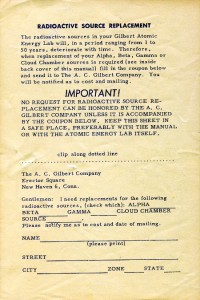 RADIOACTIVE SOURCE REPLACEMENT
The radioactive sources in your Gilbert Atomic
Energy Lab will, in a period ranging from 1 to
50 years, deteriorate with time. Therefore,
when replacement of your Alpha, Beta, Gamma or
Cloud Chamber sources is required (see inside
back cover of this manual) fill in the coupon below
and send it to The A. C. Gilbert Company. You
will be notified as to cost and mailing.
IMPORTANT!
NO REQUEST FOR RADIOACTIVE SOURCE RE-
PLACEMENT CAN BE HONORED BY THE A. C.
GILBERT COMPANY UNLESS IT IS ACCOMPANIED
BY THE COUPON BELOW. KEEP THIS SHEET IN
A SAFE PLACE, PREFERABLY WITH THE MANUAL
OR WITH THE ATOMIC ENERGY LAB ITSELF.
slip along dotted line
The A. C. Gilbert Company
Erector Square
New Haven 6, Conn.
Gentlemen: I need replacements for the following
radioactive sources, (check which): ALPHA
BETA GAMMA CLOUD CHAMBER
SOURCE
Please notify me as to cost and date of mailing.
NAME
(please print)
STREET
CITY ZONE STATE